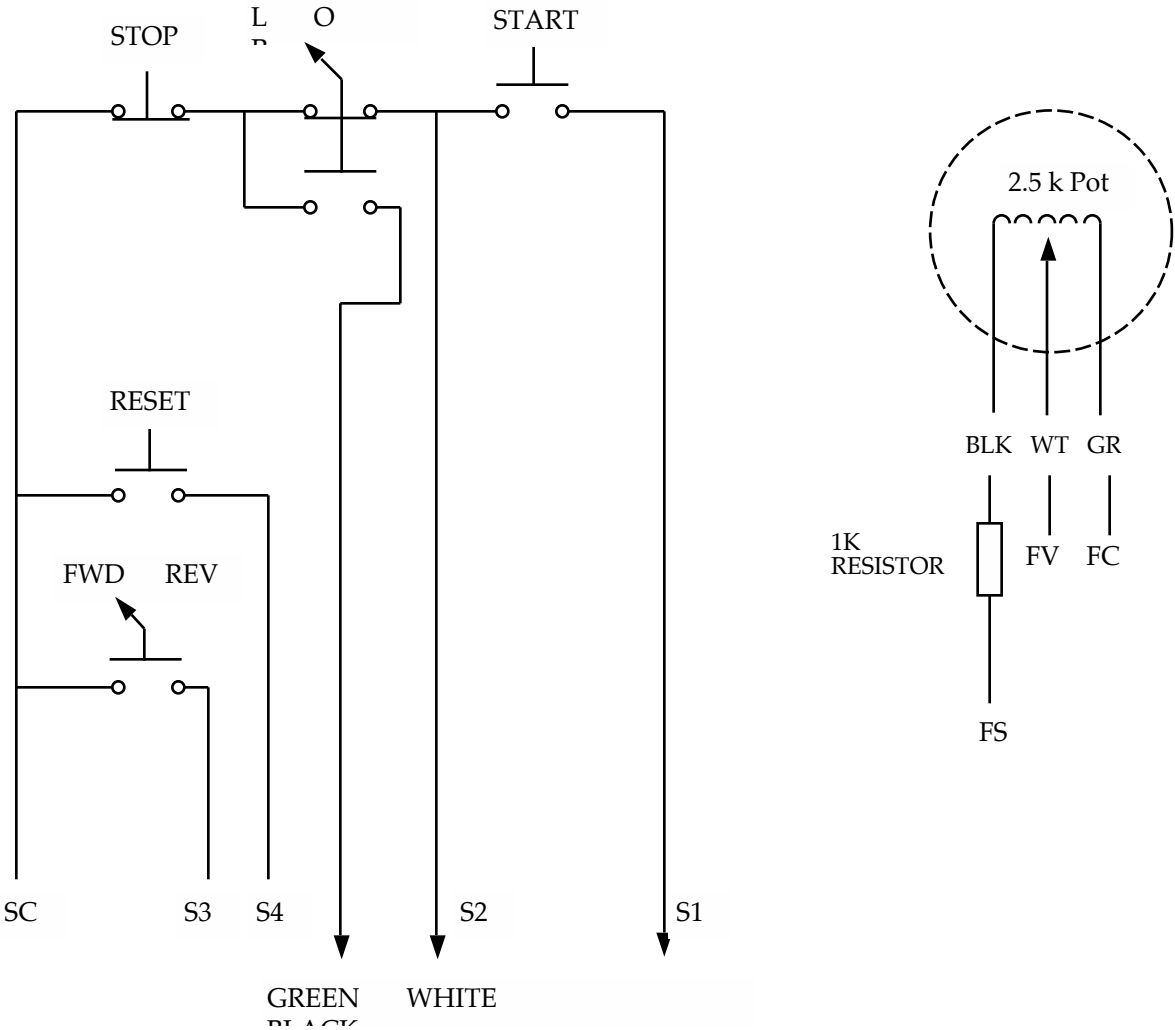 L O
STOP
START
2.5 k Pot
RESET
BLK WT GR
1K
RESISTOR
FV FC
FWD REV
FS
SC S3 S4 S2 S1
GREEN WHITE